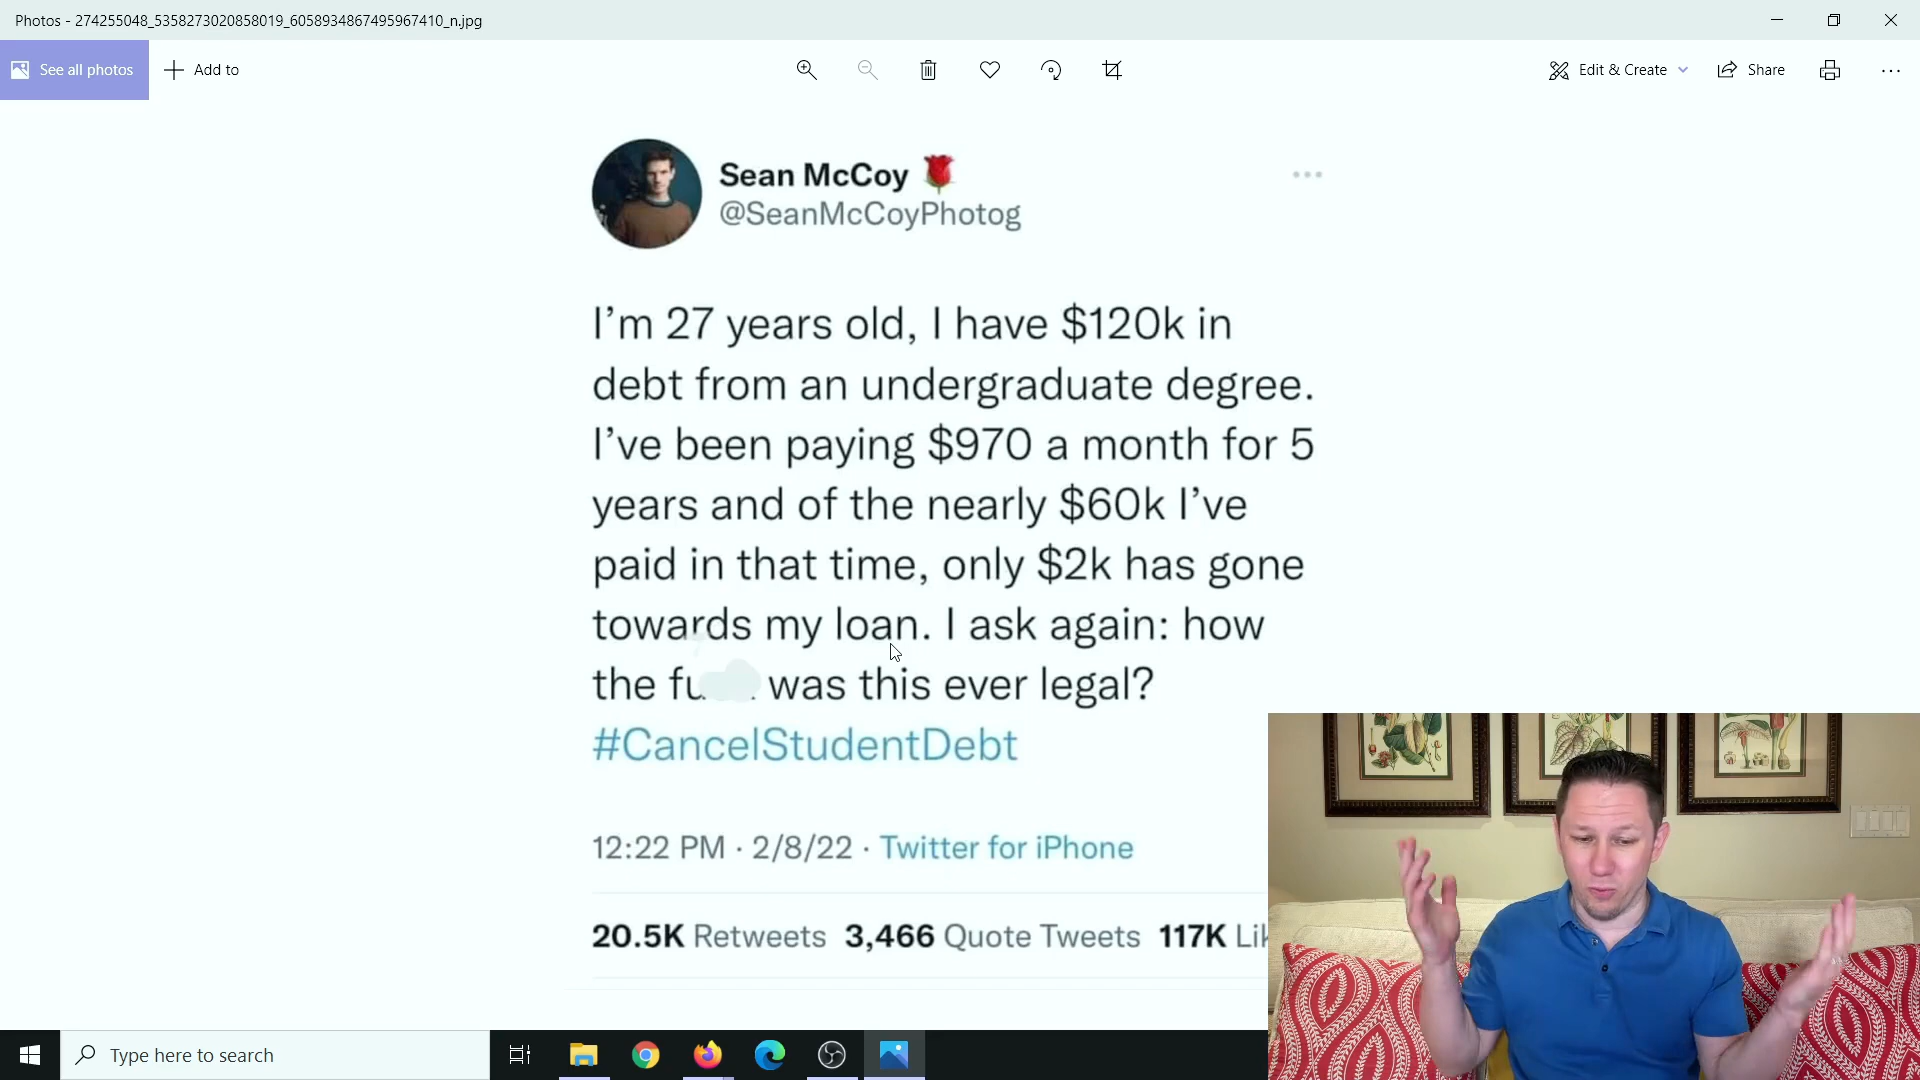 Photos - 274255048_5358273020858019_6058934867495967410_n.jpg
See all photos
Add to
Edit & Create
Share
Sean McCoy 🌹
@SeanMcCoyPhotog
I'm 27 years old, I have $120k in
debt from an undergraduate degree.
I've been paying $970 a month for 5
years and of the nearly $60k I've
paid in that time, only $2k has gone
towards my loan. I ask again: how
the was this ever legal?
#CancelStudentDebt
12:22 PM · 2/8/22 · Twitter for iPhone
20.5K Retweets 3,466 Quote Tweets 117K
Type here to search